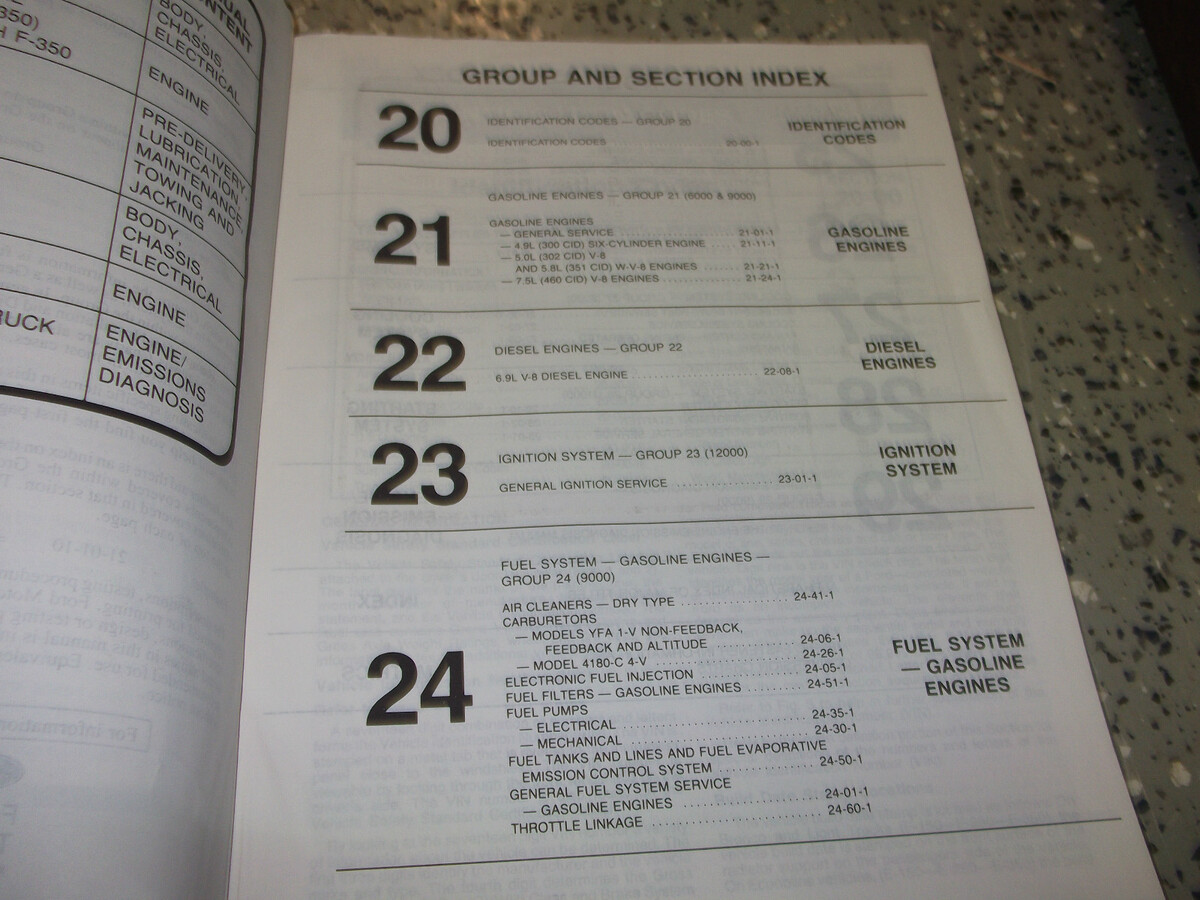 350)
H F-350
UAL
NTENT
BODY,
CHASSIS,
ELECTRICAL
ENGINE
PRE-DELIVERY,
LUBRICATION,
MAINTENANCE,
TOWING AND
JACKING
BODY,
CHASSIS,
ELECTRICAL
ENGINE
RUCK
ENGINE/
EMISSIONS
DIAGNOSIS
GROUP AND SECTION INDEX
20
IDENTIFICATION CODES — GROUP 20
IDENTIFICATION CODES 20-00-1
IDENTIFICATION
CODES
21
GASOLINE ENGINES — GROUP 21 (6000 & 9000)
GASOLINE ENGINES
— GENERAL SERVICE ..................... 21-01-1
— 4.9L (300 CID) SIX-CYLINDER ENGINE ..... 21-11-1
— 5.0L (302 CID) V-8
AND 5.8L (351 CID) W-V-8 ENGINES ....... 21-21-1
— 7.5L (460 CID) V-8 ENGINES .............. 21-24-1
GASOLINE
ENGINES
22
DIESEL ENGINES — GROUP 22
6.9L V-8 DIESEL ENGINE ..................... 22-08-1
DIESEL
ENGINES
23
IGNITION SYSTEM — GROUP 23 (12000)
GENERAL IGNITION SERVICE ................ 23-01-1
IGNITION
SYSTEM
24
FUEL SYSTEM — GASOLINE ENGINES —
GROUP 24 (9000)
AIR CLEANERS — DRY TYPE ................. 24-41-1
CARBURETORS
— MODELS YFA 1-V NON-FEEDBACK,
FEEDBACK AND ALTITUDE ............ 24-06-1
— MODEL 4180-C 4-V ....................... 24-26-1
ELECTRONIC FUEL INJECTION ................ 24-05-1
FUEL FILTERS — GASOLINE ENGINES ......... 24-51-1
FUEL PUMPS
— ELECTRICAL ............................ 24-35-1
— MECHANICAL ........................... 24-30-1
FUEL TANKS AND LINES AND FUEL EVAPORATIVE
EMISSION CONTROL SYSTEM .............. 24-50-1
GENERAL FUEL SYSTEM SERVICE
— GASOLINE ENGINES .................... 24-01-1
THROTTLE LINKAGE ......................... 24-60-1
FUEL SYSTEM
— GASOLINE
ENGINES